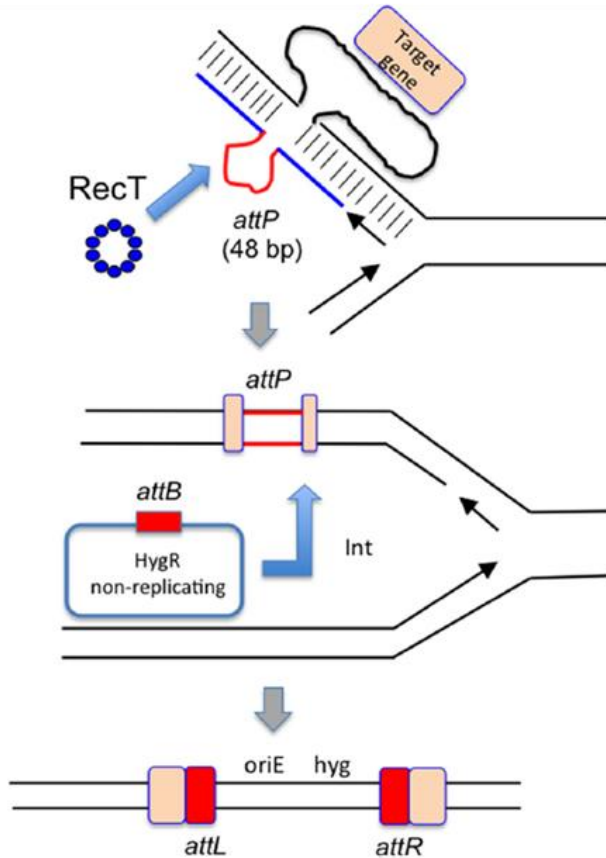 Target
gene
RecT
attP
(48 bp)
attP
attB
HygR
non-replicating
Int
oriE hyg
attL
attR